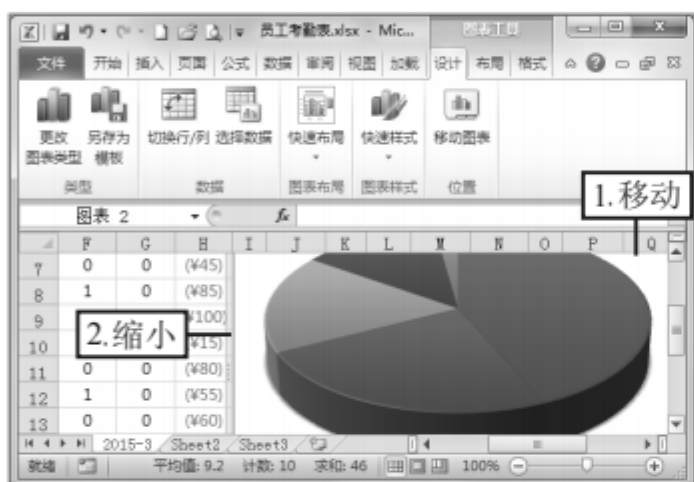 员工考勤表.xlsx - Mic... 图表工具
文件 开始 插入 页面 公式 数据 审阅 视图 加载 设计 布局 格式
更改 另存为 切换行/列 选择数据 快速布局 快速样式 移动图表
图表类型 模板
类型 数据 图表布局 图表样式 位置
1.移动
图表 2 fx
F G H I J K L M N O P Q
7 0 0 (¥45)
8 1 0 (¥85)
9 ¥100)
2.缩小
10 ¥15)
11 0 0 (¥80)
12 1 0 (¥55)
13 0 0 (¥60)
2015-3 Sheet2 Sheet3
就绪 平均值: 9.2 计数: 10 求和: 46 100%